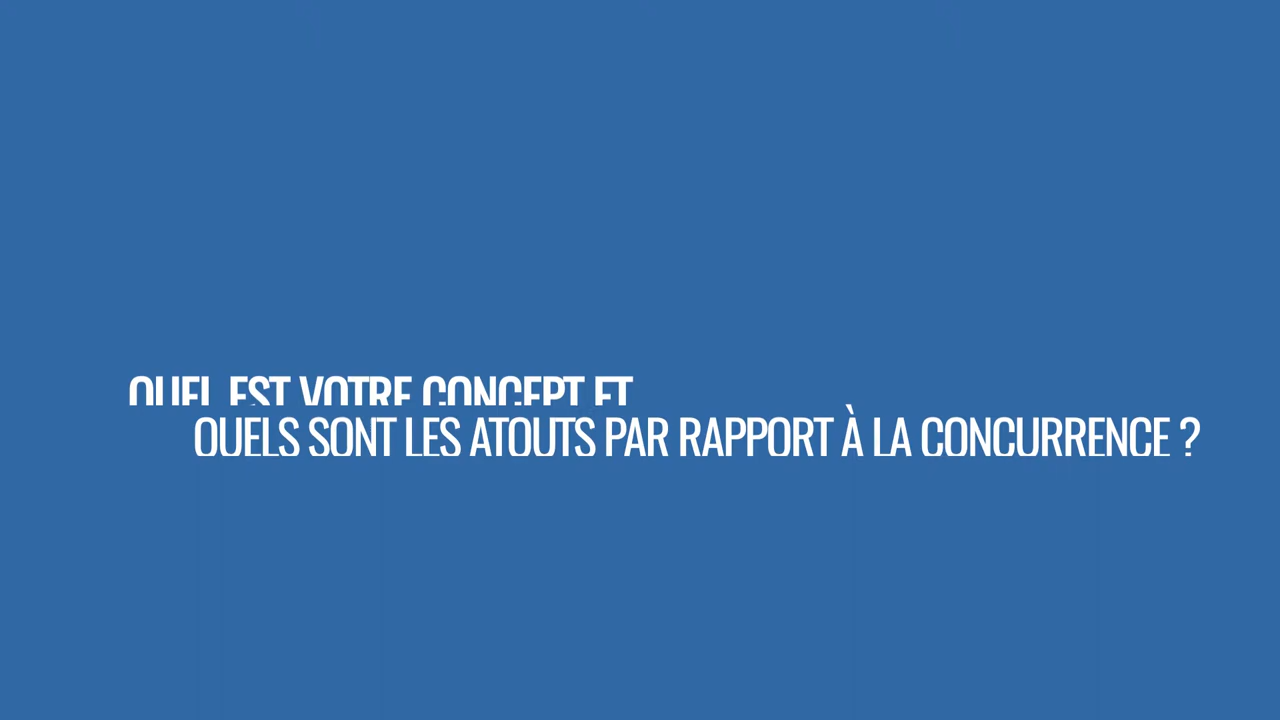 QUEL EST VOTRE CONCEPT ET
QUELS SONT LES ATOUTS PAR RAPPORT À LA CONCURRENCE ?